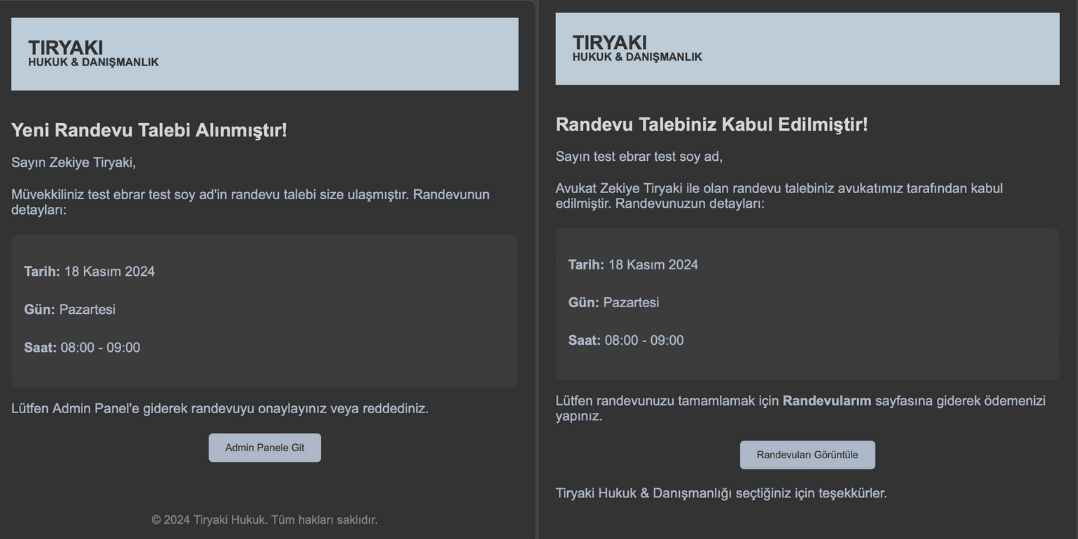 TIRYAKI
HUKUK & DANIŞMANLIK
Yeni Randevu Talebi Alınmıştır!
Sayın Zekiye Tiryaki,
Müvekkiliniz test ebrar test soy ad'in randevu talebi size ulaşmıştır. Randevunun
detayları:
Tarih: 18 Kasım 2024
Gün: Pazartesi
Saat: 08:00 - 09:00
Lütfen Admin Panel'e giderek randevuyu onaylayınız veya reddediniz.
Admin Panele Git
© 2024 Tiryaki Hukuk. Tüm hakları saklıdır.
TIRYAKI
HUKUK & DANIŞMANLIK
Randevu Talebiniz Kabul Edilmiştir!
Sayın test ebrar test soy ad,
Avukat Zekiye Tiryaki ile olan randevu talebiniz avukatımız tarafından kabul
edilmiştir. Randevunuzun detayları:
Tarih: 18 Kasım 2024
Gün: Pazartesi
Saat: 08:00 - 09:00
Lütfen randevunuzu tamamlamak için Randevularım sayfasına giderek ödemenizi
yapınız.
Randevuları Görüntüle
Tiryaki Hukuk & Danışmanlığı seçtiğiniz için teşekkürler.